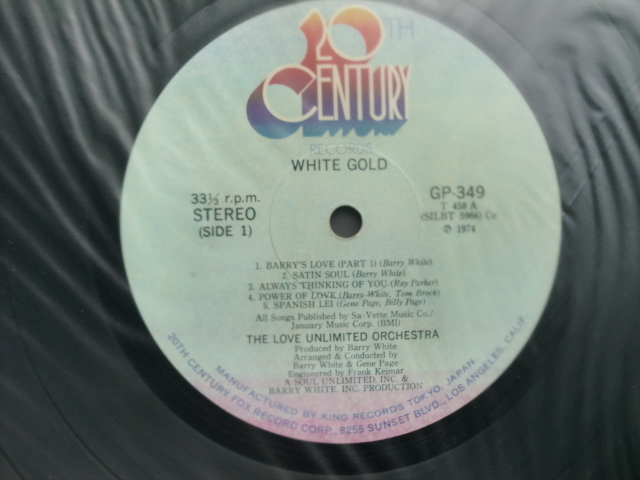 20TH
CENTURY
RECORDS
WHITE GOLD
33⅓ r.p.m.
STEREO
(SIDE 1)
GP-349
T 458 A
(SILBT 5966) Cc
℗ 1974
1. BARRY'S LOVE (PART 1) (Barry White)
2. SATIN SOUL (Barry White)
3. ALWAYS THINKING OF YOU (Ray Parker)
4. POWER OF LOVE (Barry White, Tom Brock)
5. SPANISH LEI (Gene Page, Billy Page)
All Songs Published by Sa-Vette Music Co./
January Music Corp. (BMI)
THE LOVE UNLIMITED ORCHESTRA
Produced by Barry White
Arranged & Conducted by
Barry White & Gene Page
Engineered by Frank Kejmar
A SOUL UNLIMITED, INC. &
BARRY WHITE, INC. PRODUCTION
MANUFACTURED BY KING RECORDS TOKYO, JAPAN
20TH CENTURY FOX RECORD CORP., 8255 SUNSET BLVD., LOS ANGELES, CALIF.